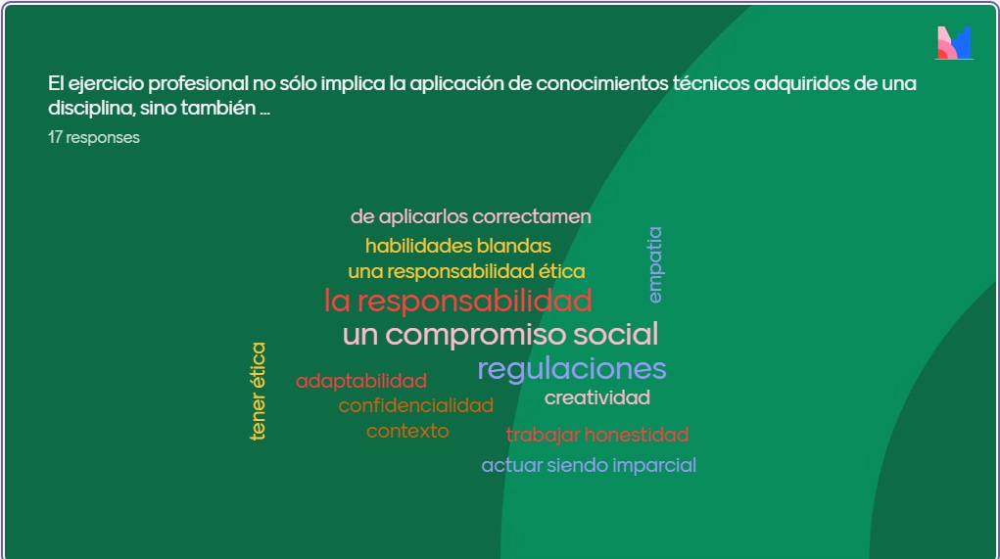 El ejercicio profesional no sólo implica la aplicación de conocimientos técnicos adquiridos de una
disciplina, sino también ...
17 responses
de aplicarlos correctamen
habilidades blandas
empatia
una responsabilidad ética
la responsabilidad
un compromiso social
tener ética
regulaciones
adaptabilidad
creatividad
confidencialidad
contexto
trabajar honestidad
actuar siendo imparcial